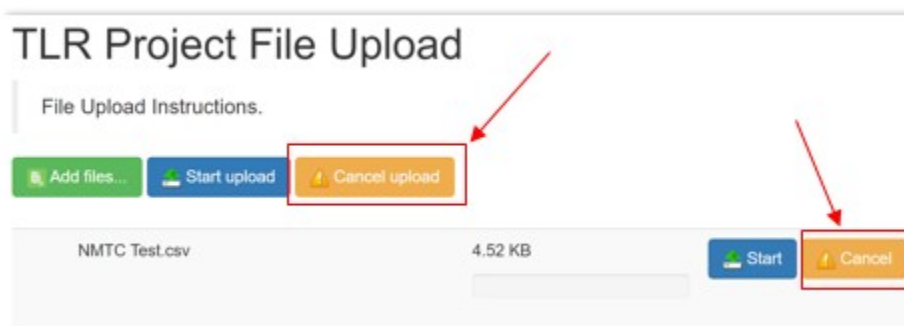 TLR Project File Upload
File Upload Instructions.
Add files... Start upload Cancel upload
NMTC Test.csv 4.52 KB Start Cancel